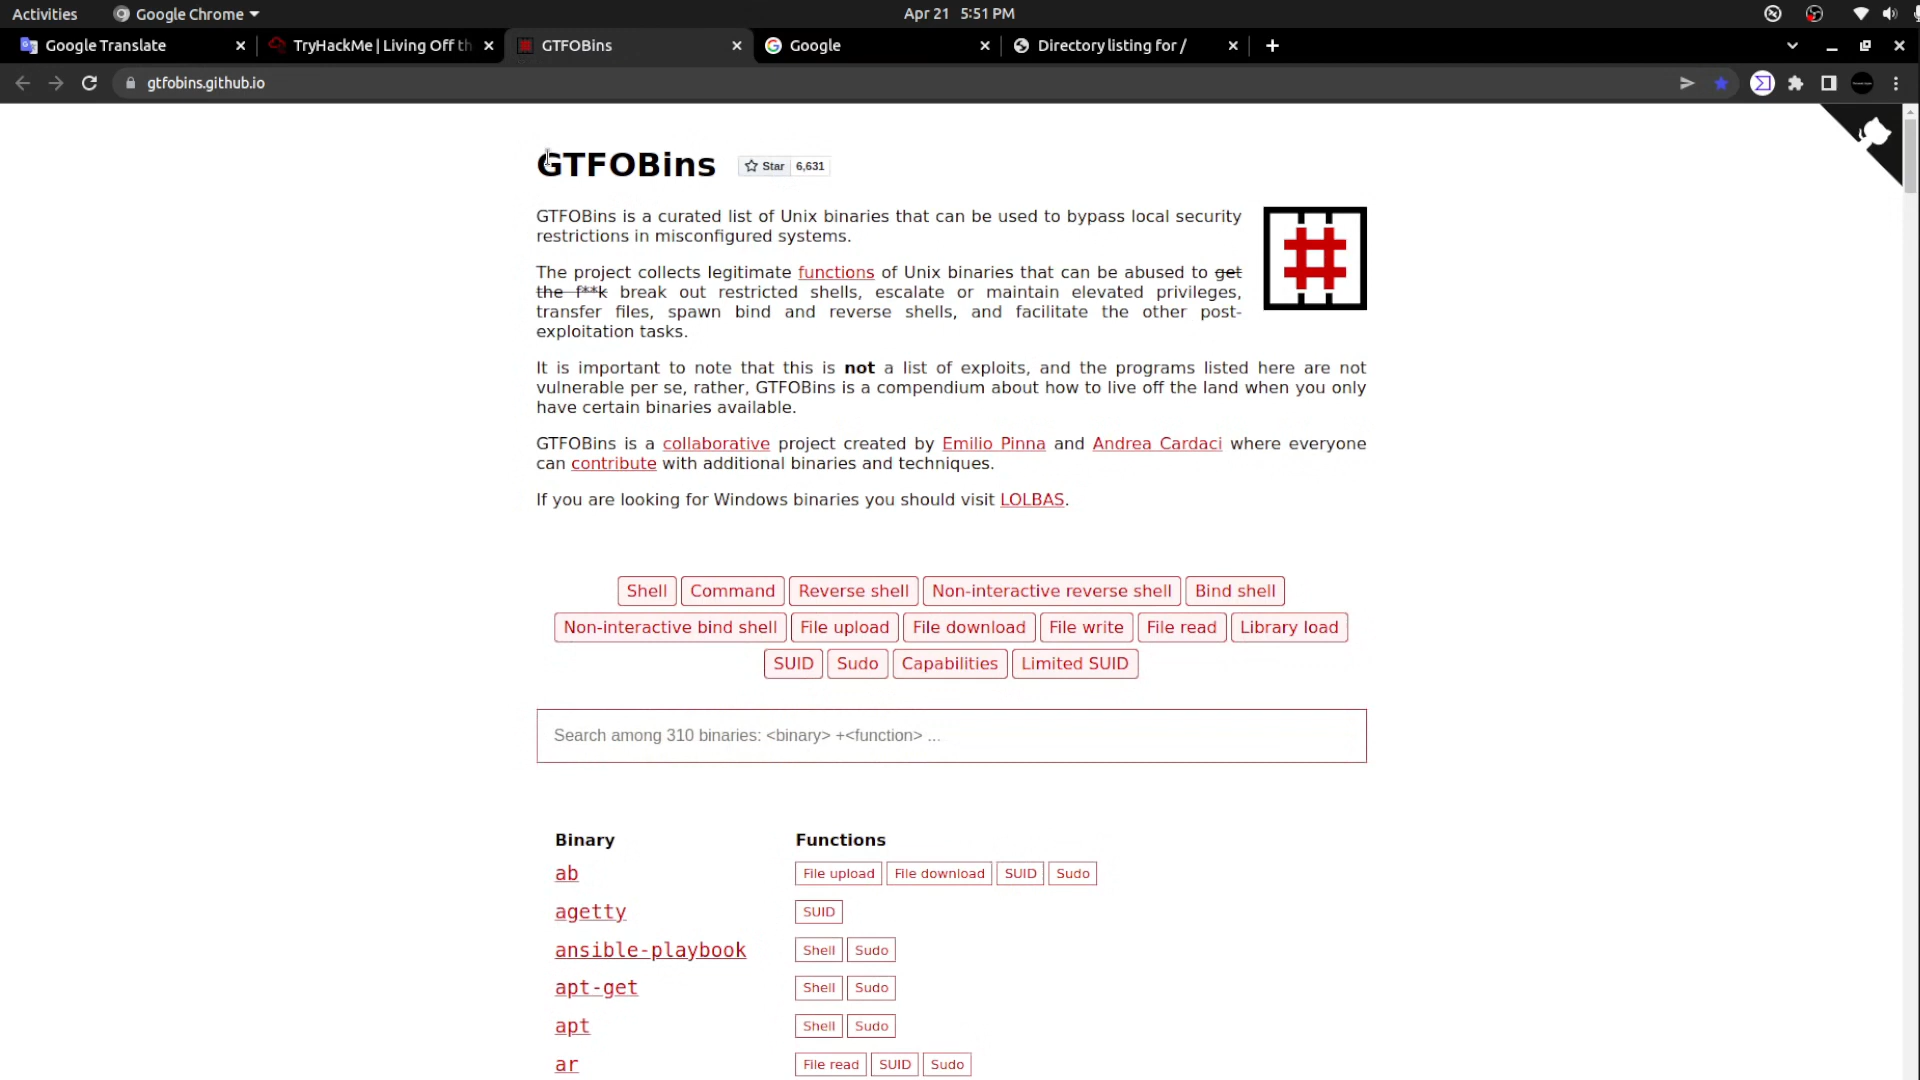 Activities Google Chrome Apr 21 5:51 PM
Google Translate TryHackMe | Living Off th GTFOBins Google Directory listing for /
gtfobins.github.io
GTFOBins Star 6,631
GTFOBins is a curated list of Unix binaries that can be used to bypass local security
restrictions in misconfigured systems.
The project collects legitimate functions of Unix binaries that can be abused to get
the f**k break out restricted shells, escalate or maintain elevated privileges,
transfer files, spawn bind and reverse shells, and facilitate the other post-
exploitation tasks.
It is important to note that this is not a list of exploits, and the programs listed here are not
vulnerable per se, rather, GTFOBins is a compendium about how to live off the land when you only
have certain binaries available.
GTFOBins is a collaborative project created by Emilio Pinna and Andrea Cardaci where everyone
can contribute with additional binaries and techniques.
If you are looking for Windows binaries you should visit LOLBAS.
Shell Command Reverse shell Non-interactive reverse shell Bind shell
Non-interactive bind shell File upload File download File write File read Library load
SUID Sudo Capabilities Limited SUID
Search among 310 binaries: <binary> +<function> ...
Binary Functions
ab File upload File download SUID Sudo
agetty SUID
ansible-playbook Shell Sudo
apt-get Shell Sudo
apt Shell Sudo
ar File read SUID Sudo